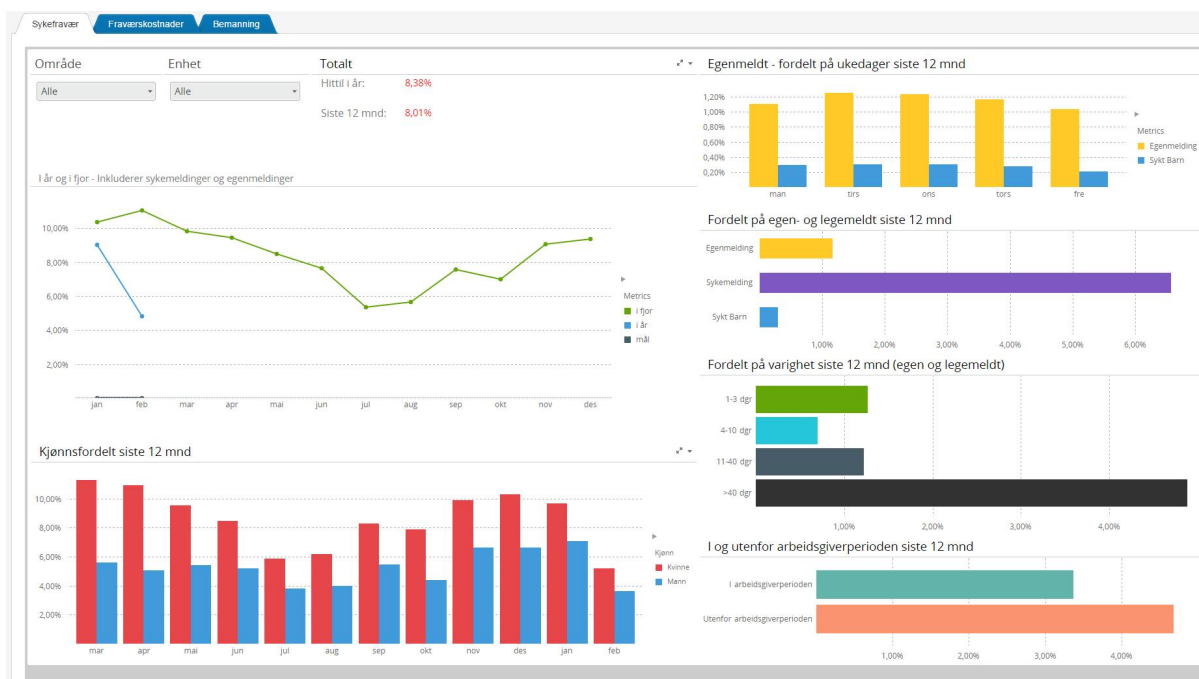 Sykefravær
Fraværskostnader
Bemanning
Område
Enhet
Totalt
Alle
Alle
Hittil i år: 8,38%
Siste 12 mnd: 8,01%
I år og i fjor - Inkluderer sykemeldinger og egenmeldinger
10,00%
8,00%
6,00%
4,00%
2,00%
jan feb mar apr mai jun jul aug sep okt nov des
Metrics
i fjor
i år
mål
Kjønnsfordelt siste 12 mnd
10,00%
8,00%
6,00%
4,00%
2,00%
mar apr mai jun jul aug sep okt nov des jan feb
Kjønn
Kvinne
Mann
Egenmeldt - fordelt på ukedager siste 12 mnd
1,20%
1,00%
0,80%
0,60%
0,40%
0,20%
man tirs ons tors fre
Metrics
Egenmelding
Sykt Barn
Fordelt på egen- og legemeldt siste 12 mnd
Egenmelding
Sykemelding
Sykt Barn
1,00% 2,00% 3,00% 4,00% 5,00% 6,00%
Fordelt på varighet siste 12 mnd (egen og legemeldt)
1-3 dgr
4-10 dgr
11-40 dgr
>40 dgr
1,00% 2,00% 3,00% 4,00%
I og utenfor arbeidsgiverperioden siste 12 mnd
I arbeidsgiverperioden
Utenfor arbeidsgiverperioden
1,00% 2,00% 3,00% 4,00%